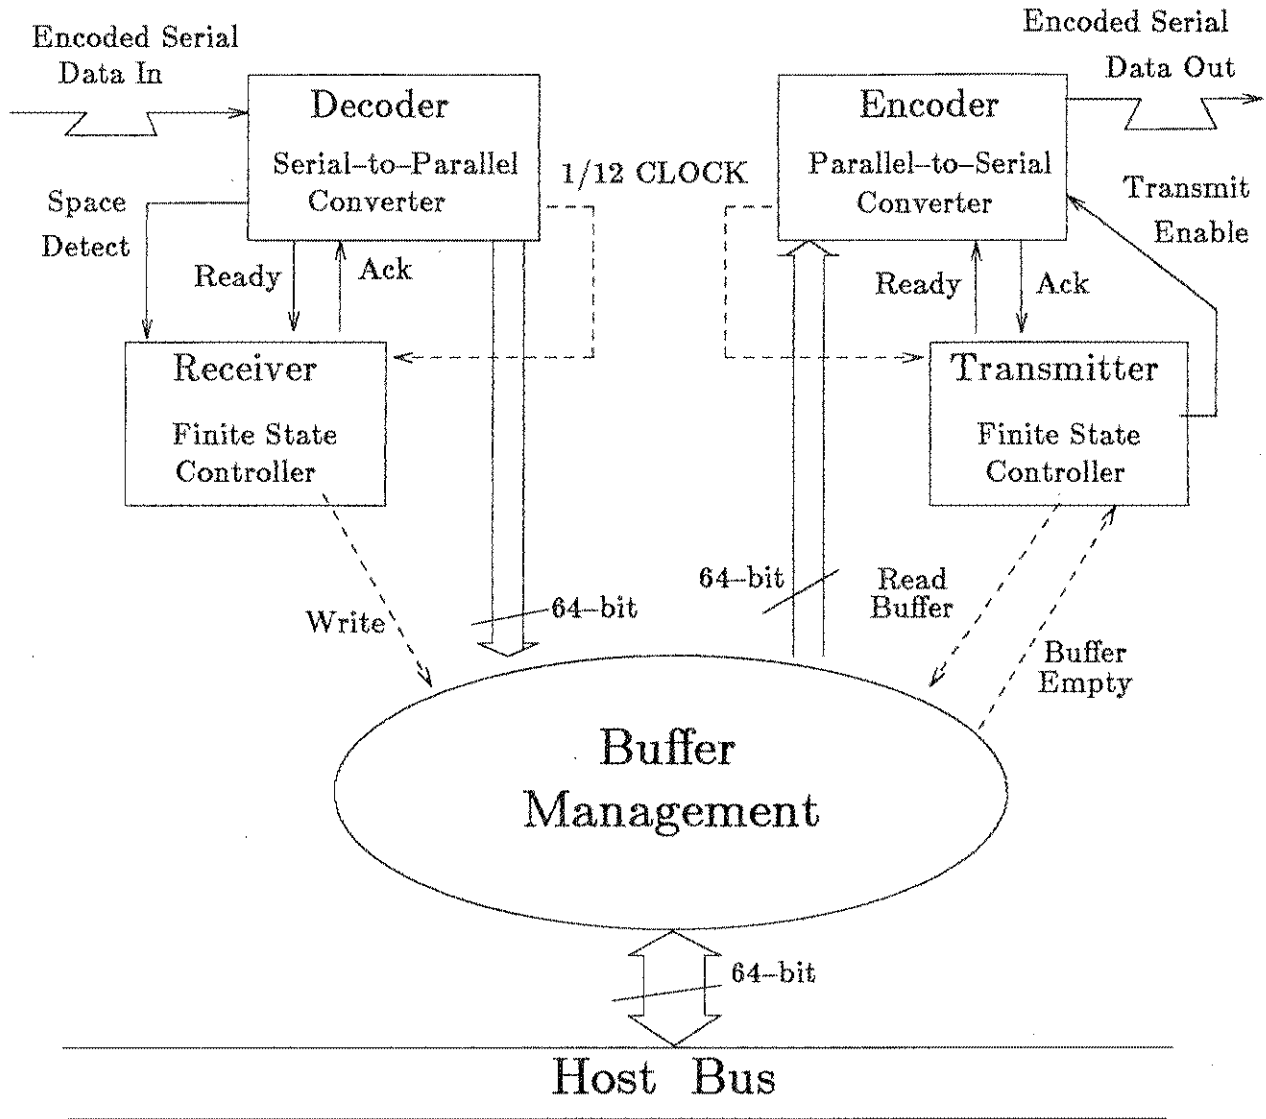 Encoded Serial
Data In
Encoded Serial
Data Out
Decoder
Serial–to–Parallel
Converter
1/12 CLOCK
Encoder
Parallel–to–Serial
Converter
Transmit
Enable
Space
Detect
Ready
Ack
Ready
Ack
Receiver
Finite State
Controller
Transmitter
Finite State
Controller
Write
64–bit
64–bit
Read
Buffer
Buffer
Empty
Buffer
Management
64–bit
Host Bus